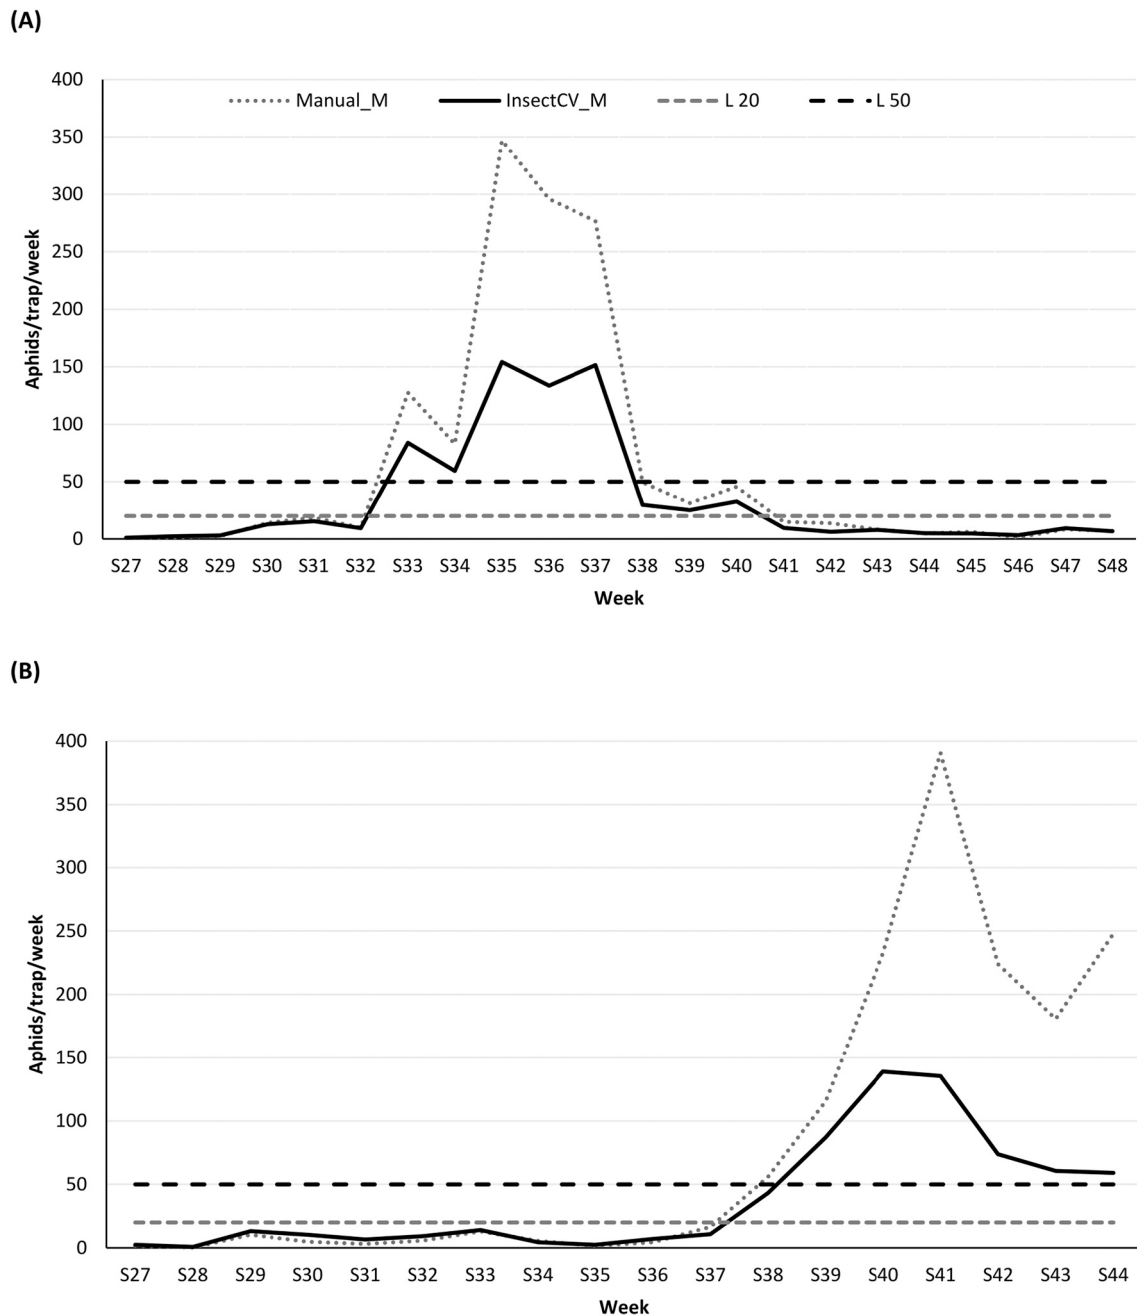 (A)
400
Manual_M InsectCV_M L 20 L 50
350
300
250
200
150
100
50
0
Aphids/trap/week
S27 S28 S29 S30 S31 S32 S33 S34 S35 S36 S37 S38 S39 S40 S41 S42 S43 S44 S45 S46 S47 S48
Week
(B)
400
350
300
250
200
150
100
50
0
Aphids/trap/week
S27 S28 S29 S30 S31 S32 S33 S34 S35 S36 S37 S38 S39 S40 S41 S42 S43 S44
Week